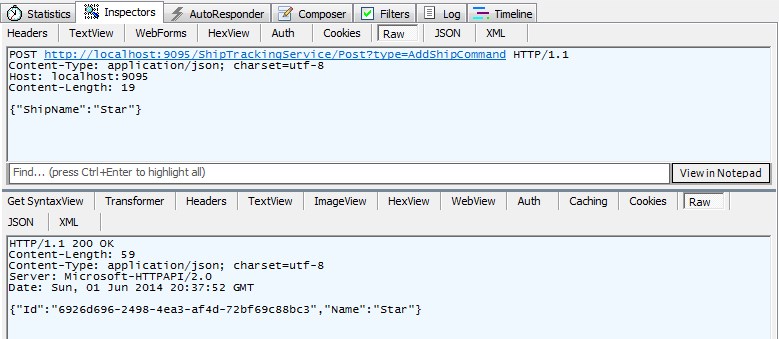 Statistics Inspectors AutoResponder Composer Filters Log Timeline
Headers TextView WebForms HexView Auth Cookies Raw JSON XML
POST http://localhost:9095/ShipTrackingService/Post?type=AddShipCommand HTTP/1.1
Content-Type: application/json; charset=utf-8
Host: localhost:9095
Content-Length: 19
{"ShipName":"Star"}
Find... (press Ctrl+Enter to highlight all) View in Notepad
Get SyntaxView Transformer Headers TextView ImageView HexView WebView Auth Caching Cookies Raw
JSON XML
HTTP/1.1 200 OK
Content-Length: 59
Content-Type: application/json; charset=utf-8
Server: Microsoft-HTTPAPI/2.0
Date: Sun, 01 Jun 2014 20:37:52 GMT
{"Id":"6926d696-2498-4ea3-af4d-72bf69c88bc3","Name":"Star"}